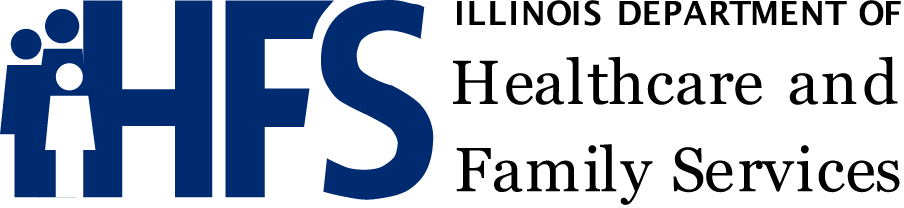 HFS
ILLINOIS DEPARTMENT OF
Healthcare and
Family Services